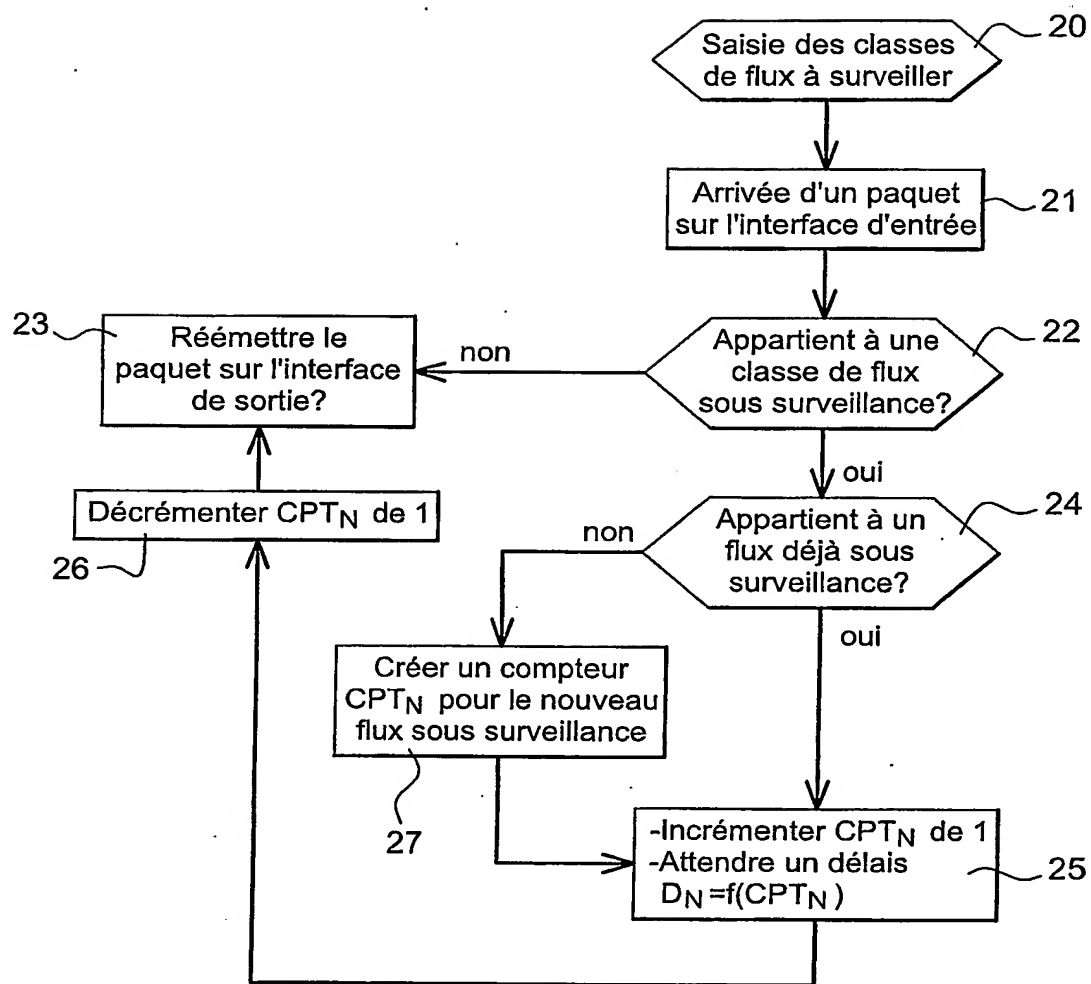 20
Saisie des classes
de flux à surveiller
Arrivée d'un paquet
sur l'interface d'entrée
21
23
Réémettre le
paquet sur l'interface
de sortie?
non
Appartient à une
classe de flux
sous surveillance?
22
oui
Décrémenter CPTN de 1
26
non
Appartient à un
flux déjà sous
surveillance?
24
oui
Créer un compteur
CPTN pour le nouveau
flux sous surveillance
27
-Incrémenter CPTN de 1
-Attendre un délais
DN =f(CPTN)
25